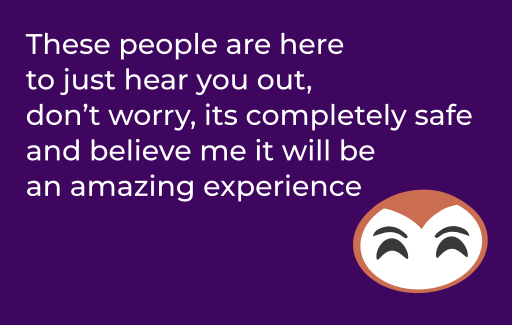 These people are here
to just hear you out,
don’t worry, its completely safe
and believe me it will be
an amazing experience